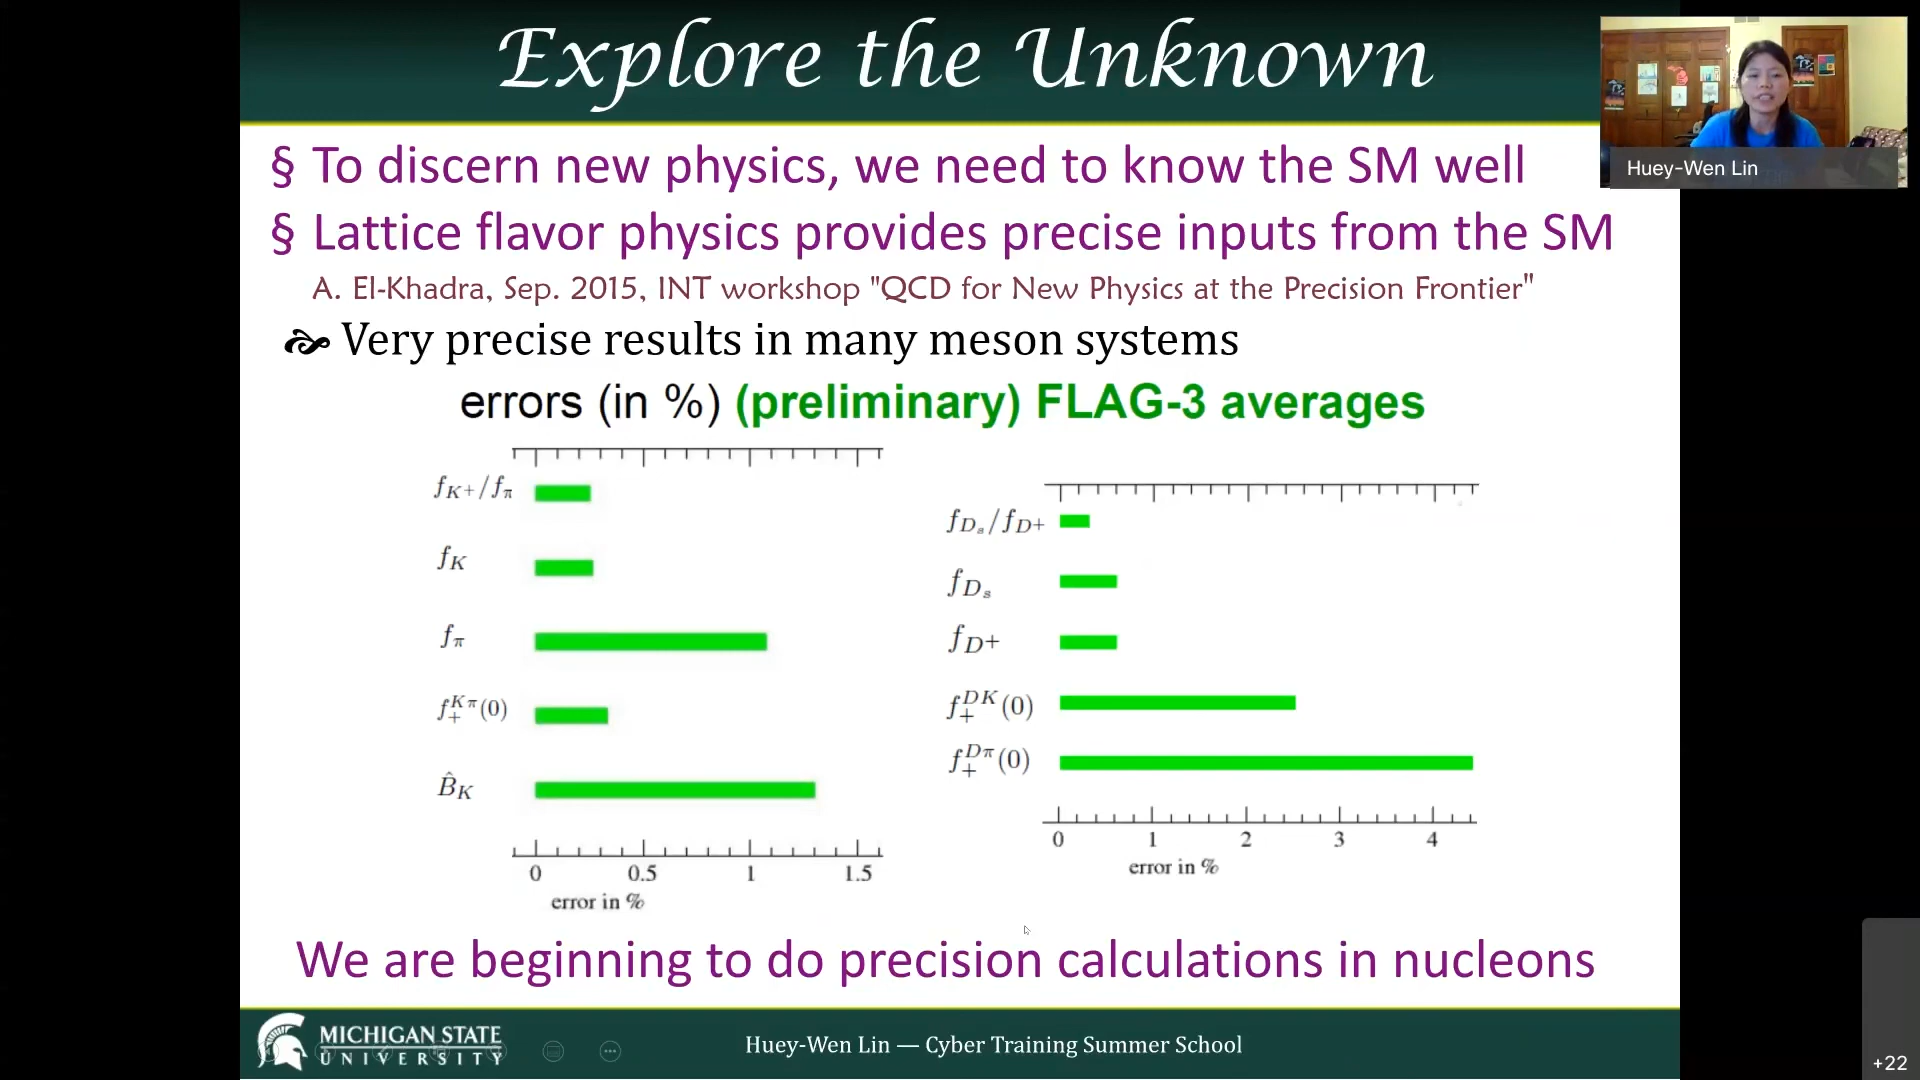 Explore the Unknown
Huey-Wen Lin
§ To discern new physics, we need to know the SM well
§ Lattice flavor physics provides precise inputs from the SM
A. El-Khadra, Sep. 2015, INT workshop "QCD for New Physics at the Precision Frontier"
Very precise results in many meson systems
errors (in %) (preliminary) FLAG-3 averages
f_{K^+}/f_π
f_K
f_π
f_+^{Kπ}(0)
B̂_K
0 0.5 1 1.5
error in %
f_{D_s}/f_{D^+}
f_{D_s}
f_{D^+}
f_+^{DK}(0)
f_+^{Dπ}(0)
0 1 2 3 4
error in %
We are beginning to do precision calculations in nucleons
MICHIGAN STATE
UNIVERSITY
Huey-Wen Lin — Cyber Training Summer School
+22